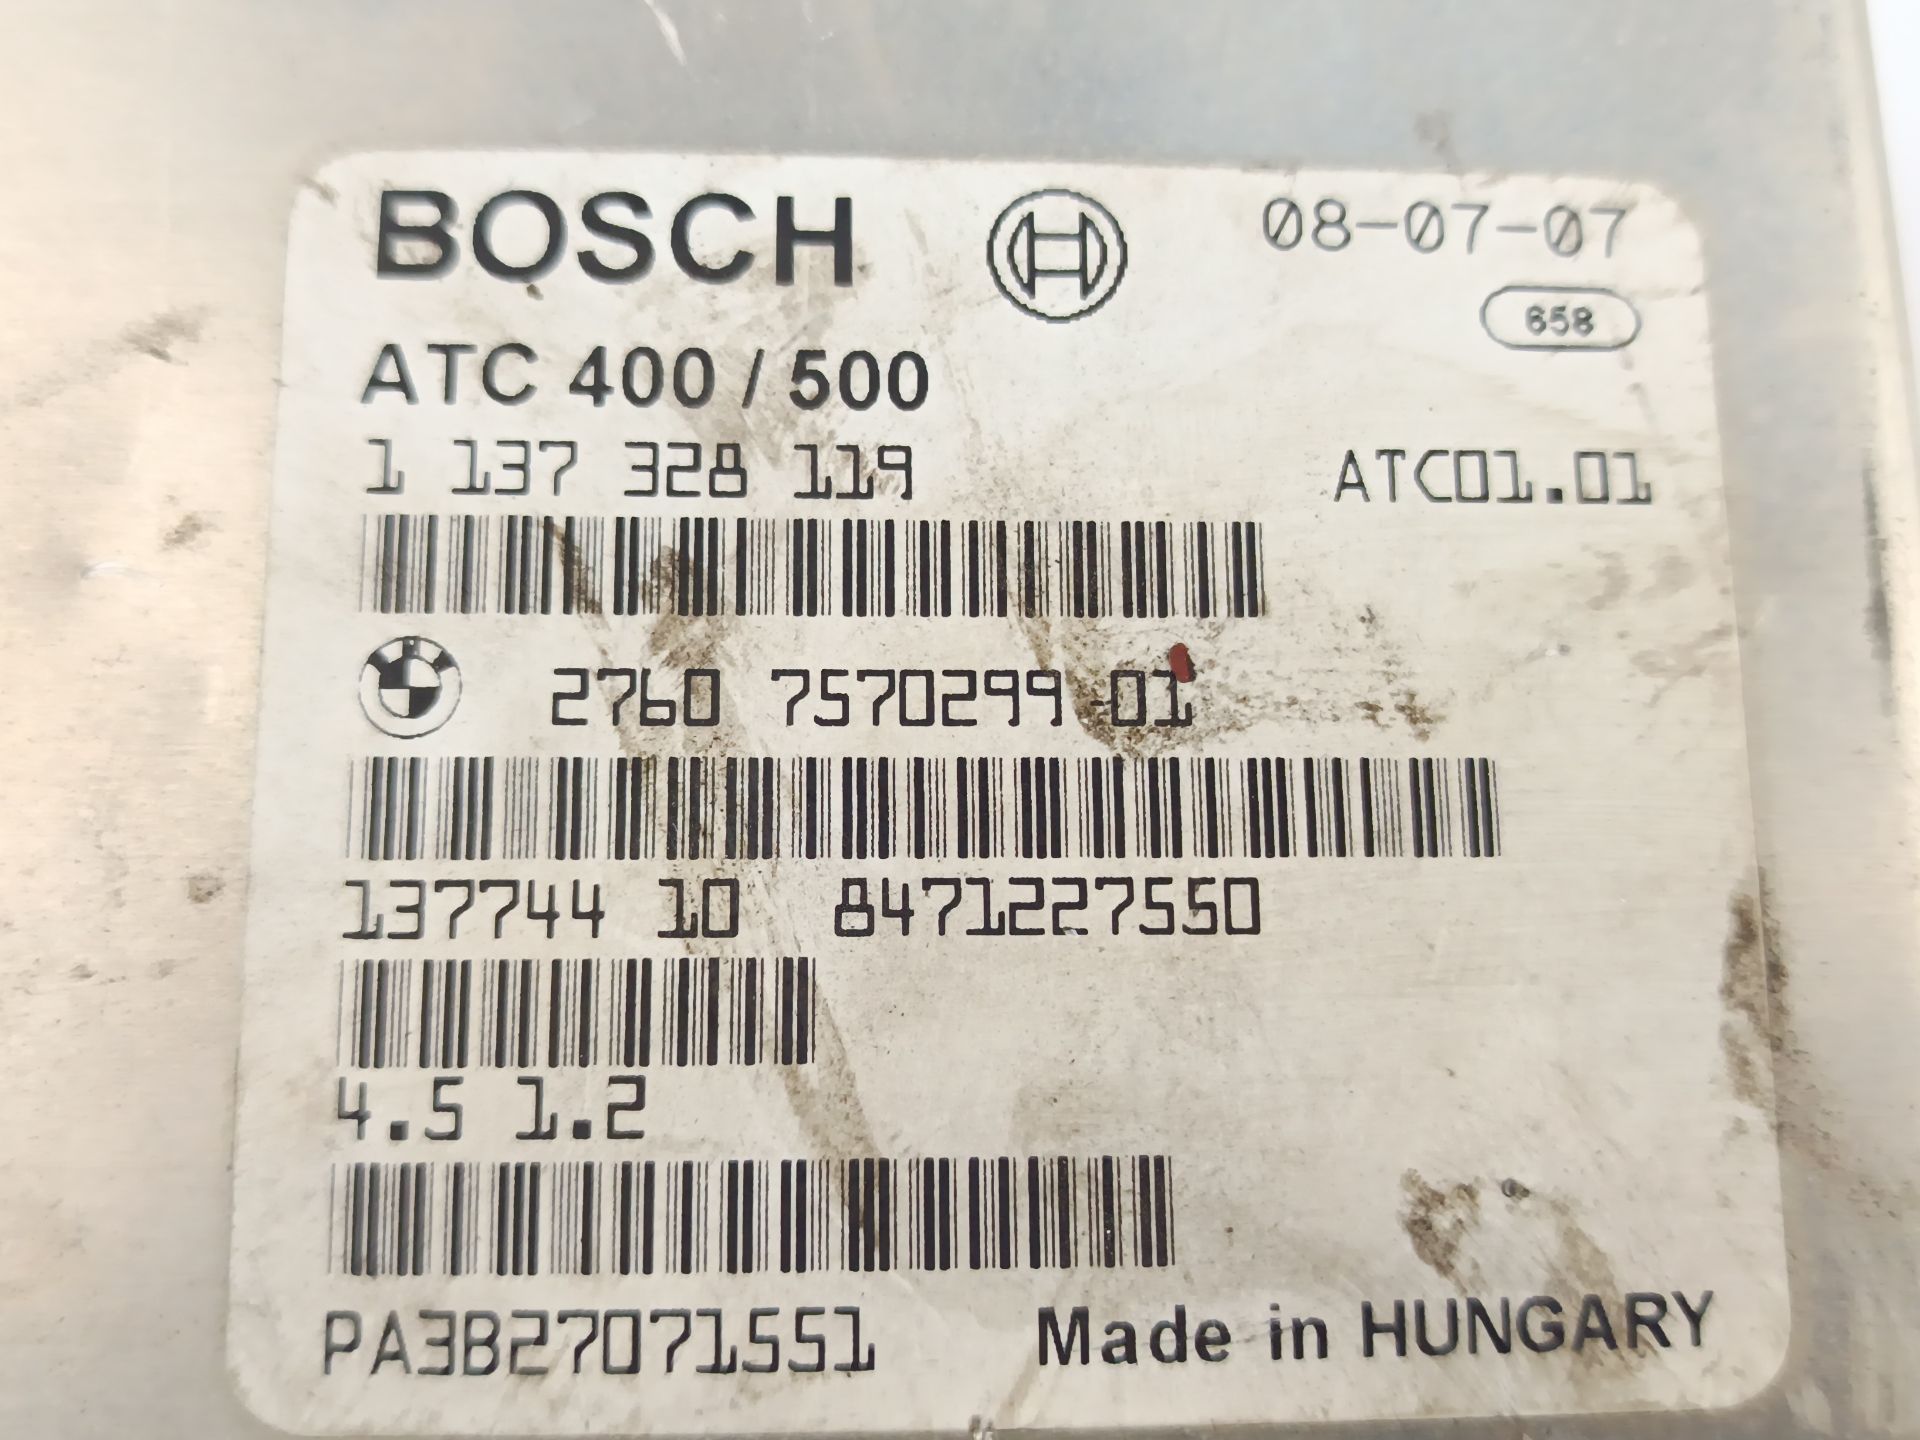 BOSCH 08-07-07
658
ATC 400 / 500
1 137 328 119 ATC01.01
2760 7570299-01
137744 10 8471227550
4.5 1.2
PA3B27071551 Made in HUNGARY